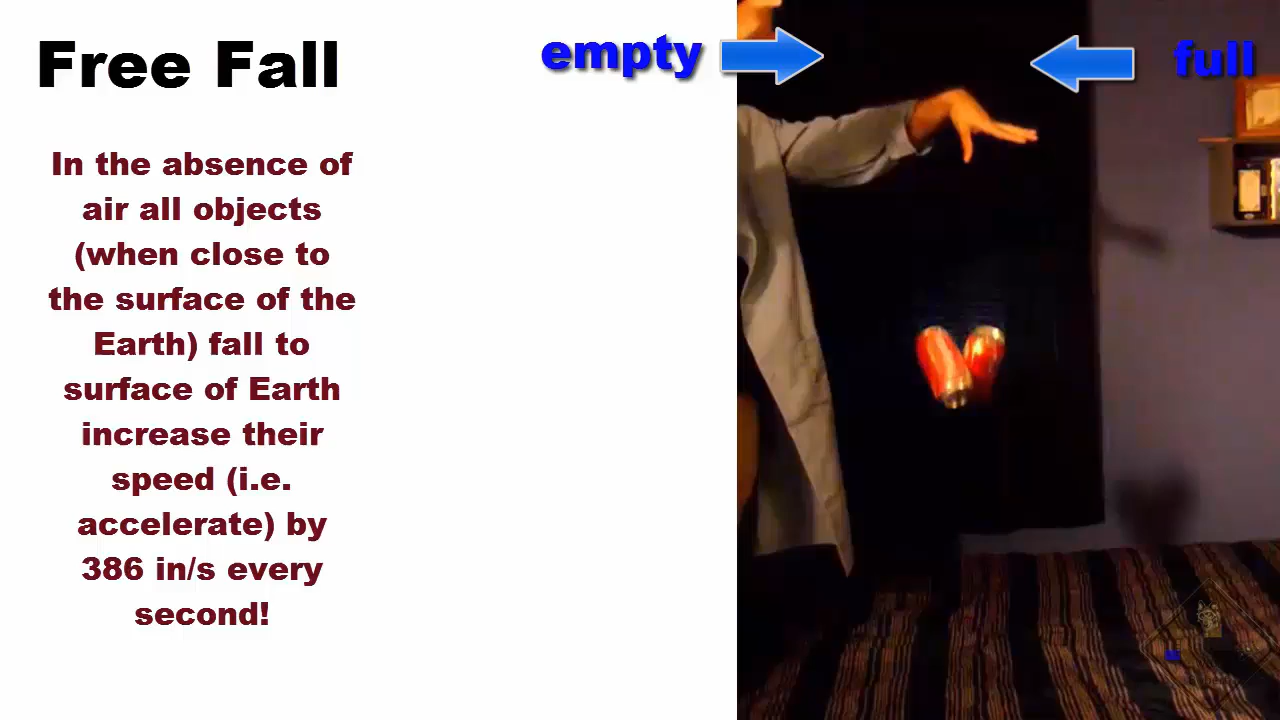 Free Fall
empty
full
In the absence of
air all objects
(when close to
the surface of the
Earth) fall to
surface of Earth
increase their
speed (i.e.
accelerate) by
386 in/s every
second!